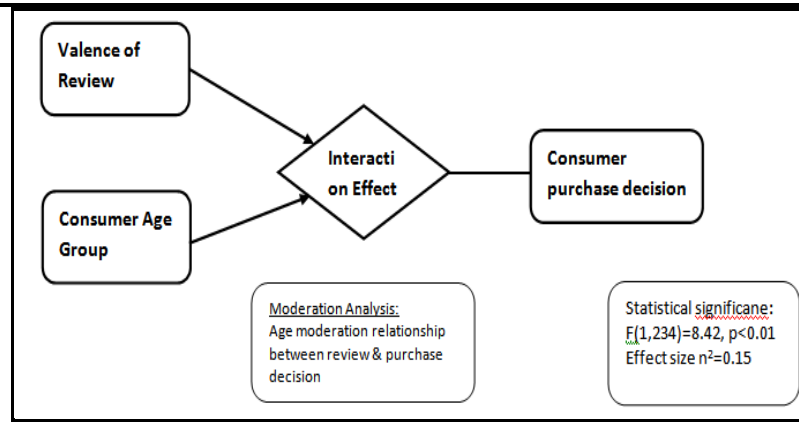 Valence of
Review
Interacti
on Effect
Consumer
purchase decision
Consumer Age
Group
Moderation Analysis:
Age moderation relationship
between review & purchase
decision
Statistical significane:
F(1,234)=8.42, p<0.01
Effect size n²=0.15